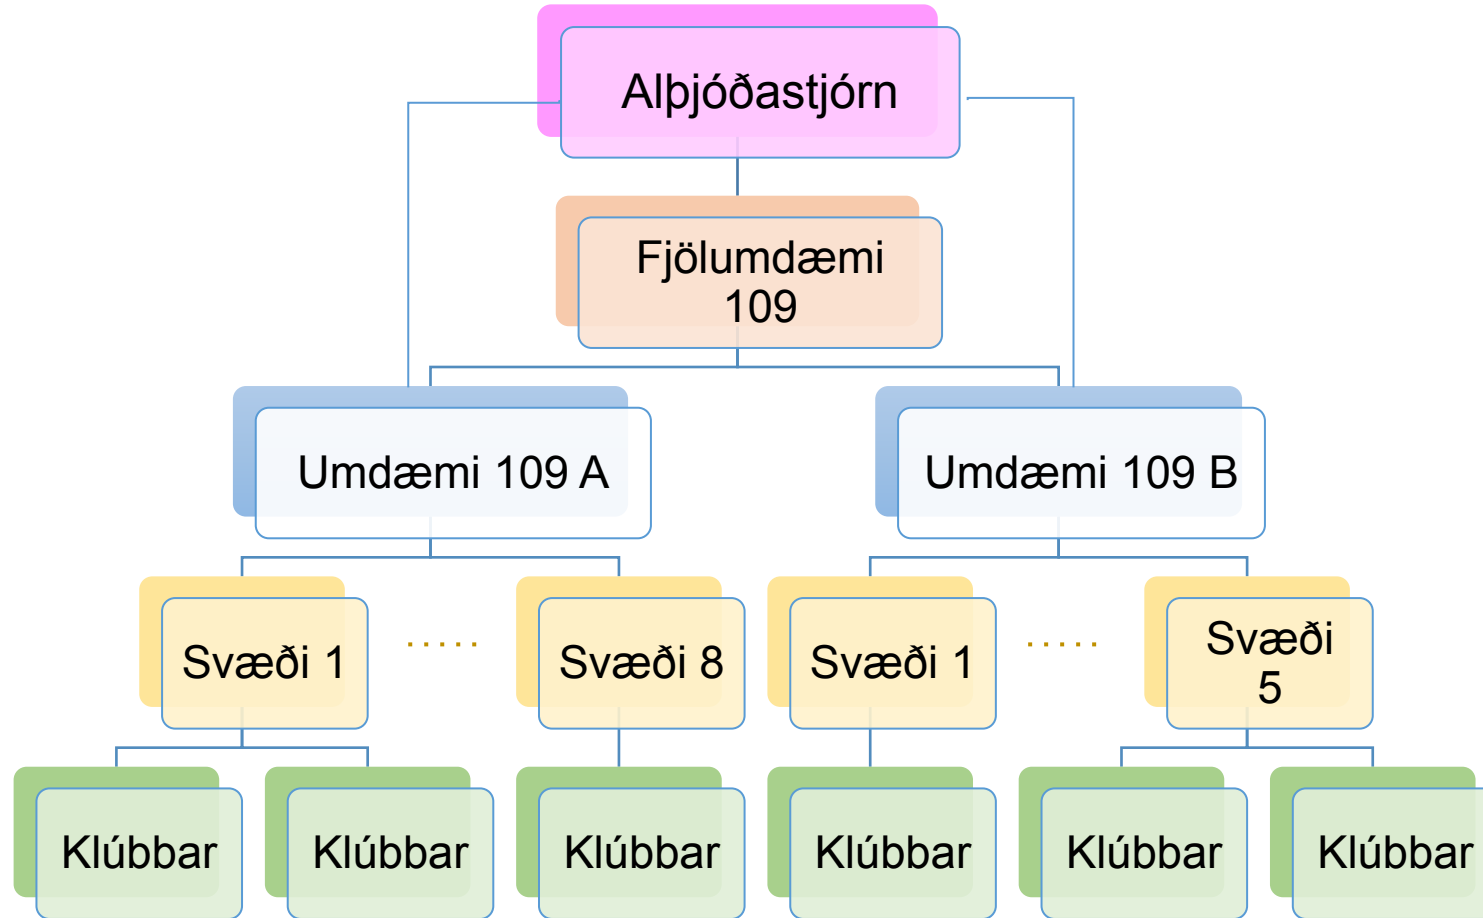 Alþjóðastjórn
Fjölumdæmi
109
Umdæmi 109 A
Umdæmi 109 B
Svæði 1
.....
Svæði 8
Svæði 1
.....
Svæði
5
Klúbbar
Klúbbar
Klúbbar
Klúbbar
Klúbbar
Klúbbar